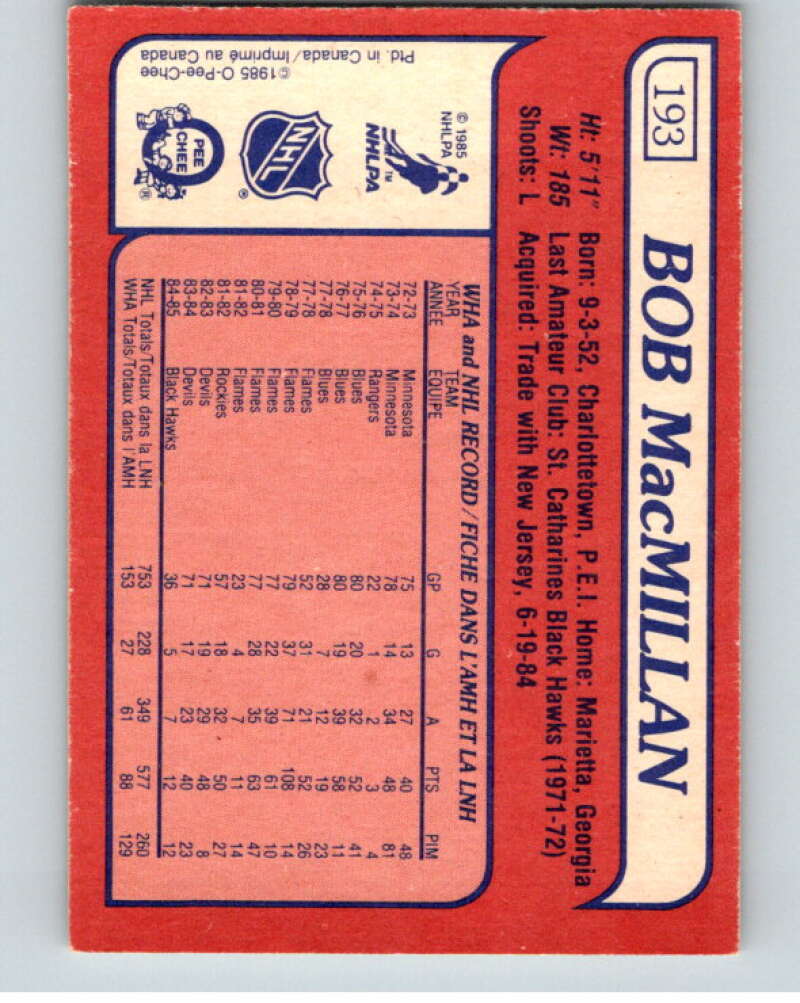 193
BOB MacMILLAN
Ht: 5'11" Born: 9-3-52, Charlottetown, P.E.I. Home: Marietta, Georgia
Wt: 185 Last Amateur Club: St. Catharines Black Hawks (1971-72)
Shoots: L Acquired: Trade with New Jersey, 6-19-84
© 1985
NHLPA
NHLPA™
NHL
®
O PEE CHEE ®
©1985 O-Pee-Chee
Ptd. in Canada/Imprimé au Canada
WHA and NHL RECORD/FICHE DANS L'AMH ET LA LNH
YEAR TEAM
ANNÉE ÉQUIPE GP G A PTS PIM
72-73 Minnesota 75 13 27 40 48
73-74 Minnesota 78 14 34 48 81
74-75 Rangers 22 1 2 3 4
75-76 Blues 80 20 32 52 41
76-77 Blues 80 19 39 58 11
77-78 Blues 28 7 12 19 23
77-78 Flames 52 31 21 52 26
78-79 Flames 79 37 71 108 14
79-80 Flames 77 22 39 61 10
80-81 Flames 77 28 35 63 47
81-82 Flames 23 4 7 11 14
81-82 Rockies 57 18 32 50 27
82-83 Devils 71 19 29 48 8
83-84 Devils 71 17 23 40 23
84-85 Black Hawks 36 5 7 12 12
NHL Totals/Totaux dans la LNH 753 228 349 577 260
WHA Totals/Totaux dans l'AMH 153 27 61 88 129